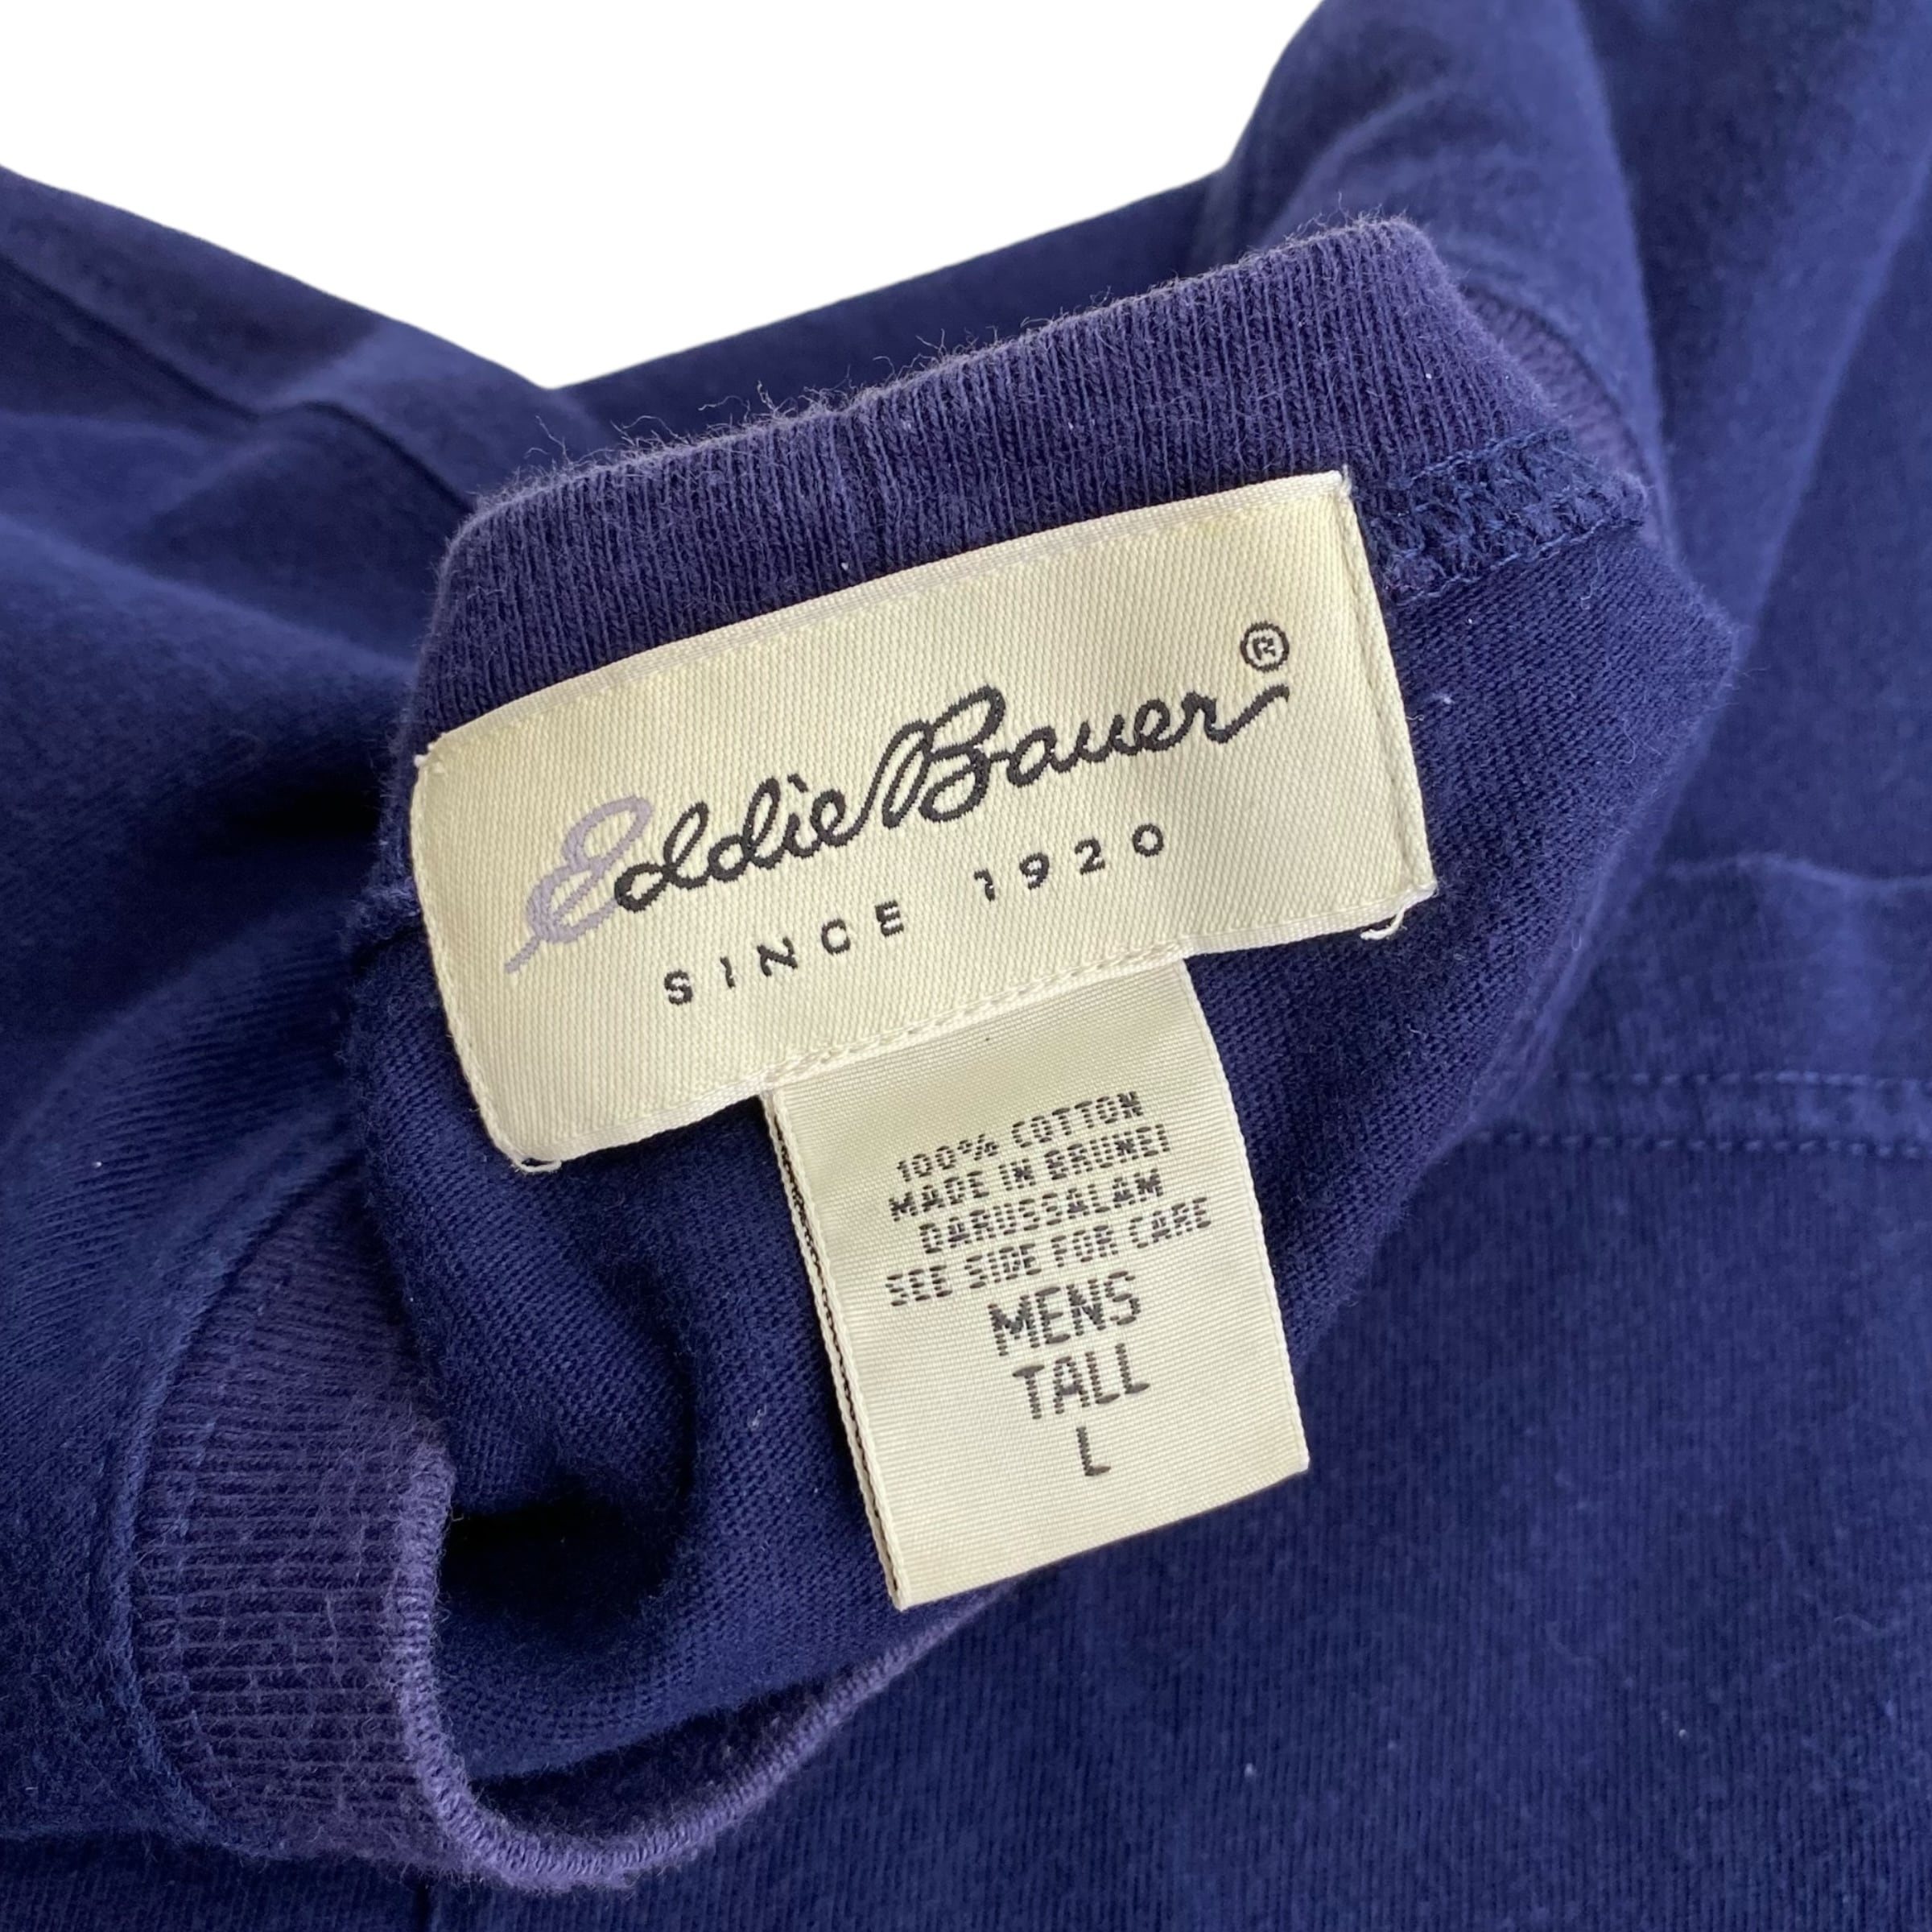 Eddie Bauer®
SINCE 1920
100% COTTON
MADE IN BRUNEI
DARUSSALAM
SEE SIDE FOR CARE
MENS
TALL
L